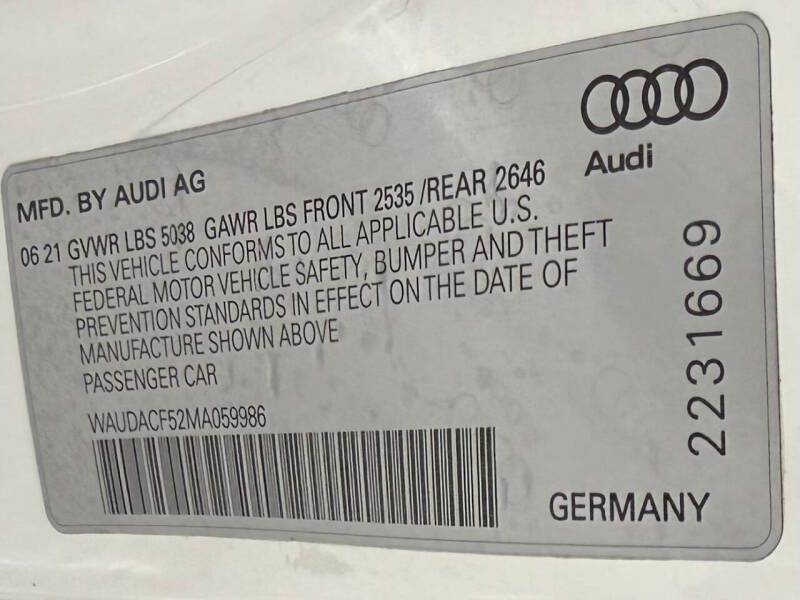 Audi
MFD. BY AUDI AG
06 21 GVWR LBS 5038 GAWR LBS FRONT 2535 /REAR 2646
THIS VEHICLE CONFORMS TO ALL APPLICABLE U.S.
FEDERAL MOTOR VEHICLE SAFETY, BUMPER AND THEFT
PREVENTION STANDARDS IN EFFECT ON THE DATE OF
MANUFACTURE SHOWN ABOVE
PASSENGER CAR
WAUDACF52MA059986
2231669
GERMANY